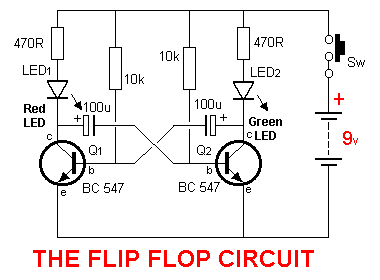 470R
10k
10k
470R
LED1
LED2
Sw
Red
LED
100u
100u
Green
LED
+
+
+
9v
c
c
Q1
Q2
b
b
BC 547
BC 547
e
e
THE FLIP FLOP CIRCUIT